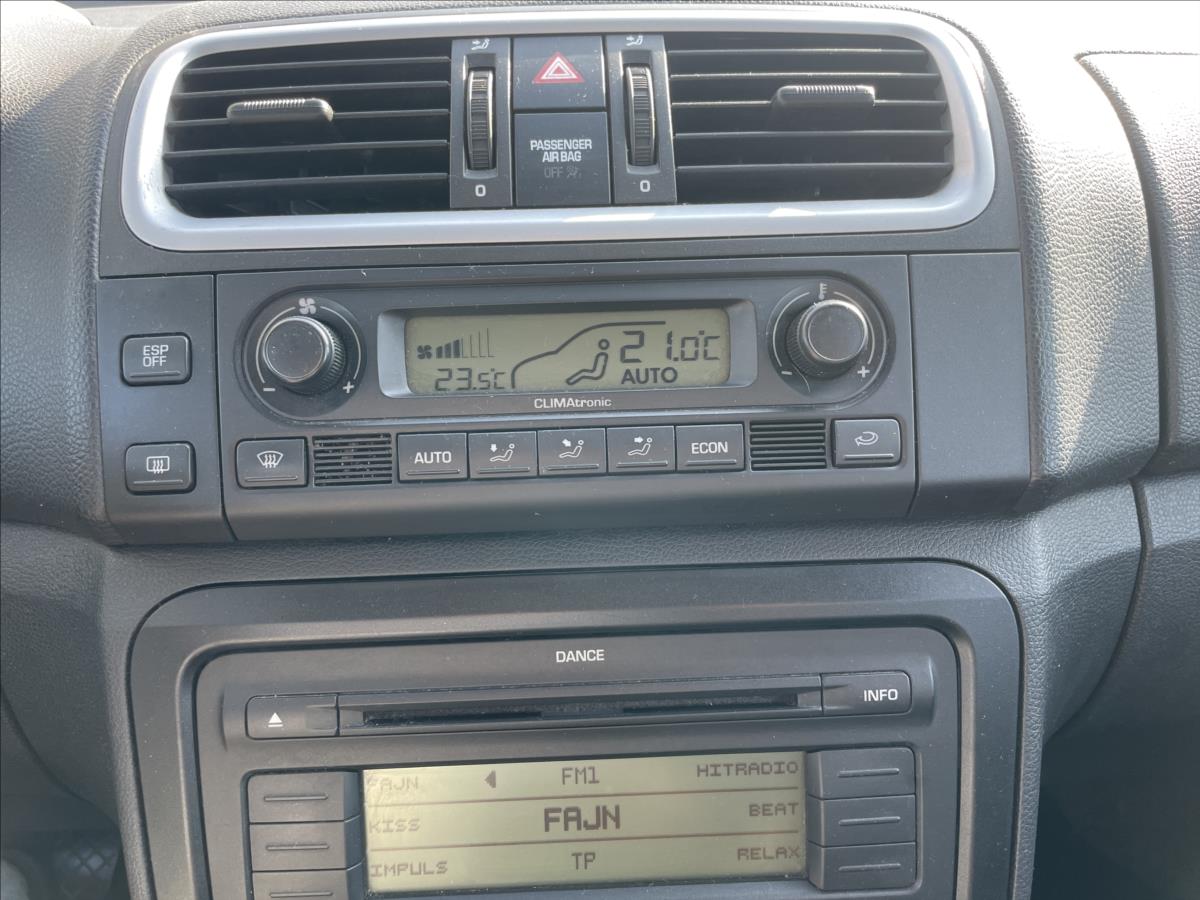 PASSENGER
AIR BAG
OFF
0
0
ESP
OFF
- +
23.5°C
21.0°C
AUTO
- +
CLIMAtronic
AUTO
ECON
DANCE
INFO
FAJN FM1 HITRADIO
KISS FAJN BEAT
IMPULS TP RELAX